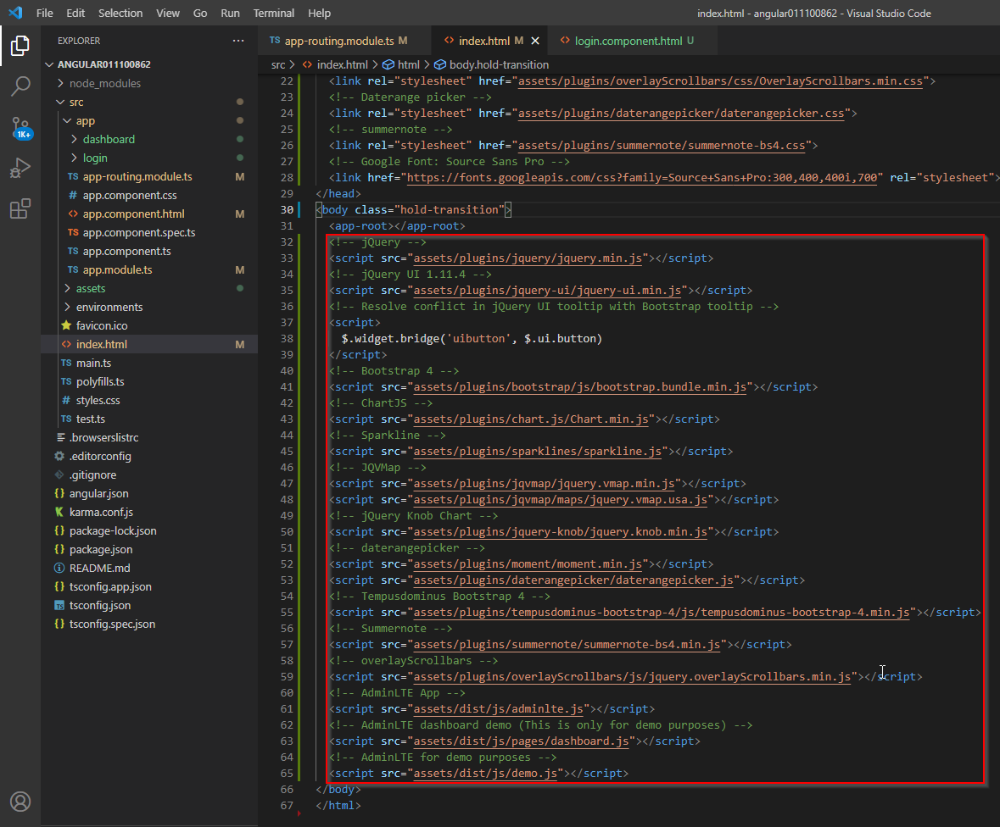 File Edit Selection View Go Run Terminal Help
index.html - angular011100862 - Visual Studio Code
EXPLORER ···
ANGULAR011100862
node_modules
src
app
dashboard
login
TS app-routing.module.ts M
# app.component.css
<> app.component.html M
TS app.component.spec.ts
TS app.component.ts
TS app.module.ts M
assets
environments
favicon.ico
<> index.html M
TS main.ts
TS polyfills.ts
# styles.css
TS test.ts
.browserslistrc
.editorconfig
.gitignore
{} angular.json
K karma.conf.js
{} package-lock.json
{} package.json
README.md
{} tsconfig.app.json
TS tsconfig.json
{} tsconfig.spec.json
1K+
TS app-routing.module.ts M
<> index.html M
<> login.component.html U
src > <> index.html > html > body.hold-transition
22 <link rel="stylesheet" href="assets/plugins/overlayScrollbars/css/OverlayScrollbars.min.css">
23 <!-- Daterange picker -->
24 <link rel="stylesheet" href="assets/plugins/daterangepicker/daterangepicker.css">
25 <!-- summernote -->
26 <link rel="stylesheet" href="assets/plugins/summernote/summernote-bs4.css">
27 <!-- Google Font: Source Sans Pro -->
28 <link href="https://fonts.googleapis.com/css?family=Source+Sans+Pro:300,400,400i,700" rel="stylesheet">
29 </head>
30 <body class="hold-transition">
31 <app-root></app-root>
32 <!-- jQuery -->
33 <script src="assets/plugins/jquery/jquery.min.js"></script>
34 <!-- jQuery UI 1.11.4 -->
35 <script src="assets/plugins/jquery-ui/jquery-ui.min.js"></script>
36 <!-- Resolve conflict in jQuery UI tooltip with Bootstrap tooltip -->
37 <script>
38 $.widget.bridge('uibutton', $.ui.button)
39 </script>
40 <!-- Bootstrap 4 -->
41 <script src="assets/plugins/bootstrap/js/bootstrap.bundle.min.js"></script>
42 <!-- ChartJS -->
43 <script src="assets/plugins/chart.js/Chart.min.js"></script>
44 <!-- Sparkline -->
45 <script src="assets/plugins/sparklines/sparkline.js"></script>
46 <!-- JQVMap -->
47 <script src="assets/plugins/jqvmap/jquery.vmap.min.js"></script>
48 <script src="assets/plugins/jqvmap/maps/jquery.vmap.usa.js"></script>
49 <!-- jQuery Knob Chart -->
50 <script src="assets/plugins/jquery-knob/jquery.knob.min.js"></script>
51 <!-- daterangepicker -->
52 <script src="assets/plugins/moment/moment.min.js"></script>
53 <script src="assets/plugins/daterangepicker/daterangepicker.js"></script>
54 <!-- Tempusdominus Bootstrap 4 -->
55 <script src="assets/plugins/tempusdominus-bootstrap-4/js/tempusdominus-bootstrap-4.min.js"></script>
56 <!-- Summernote -->
57 <script src="assets/plugins/summernote/summernote-bs4.min.js"></script>
58 <!-- overlayScrollbars -->
59 <script src="assets/plugins/overlayScrollbars/js/jquery.overlayScrollbars.min.js"></script>
60 <!-- AdminLTE App -->
61 <script src="assets/dist/js/adminlte.js"></script>
62 <!-- AdminLTE dashboard demo (This is only for demo purposes) -->
63 <script src="assets/dist/js/pages/dashboard.js"></script>
64 <!-- AdminLTE for demo purposes -->
65 <script src="assets/dist/js/demo.js"></script>
66 </body>
67 </html>